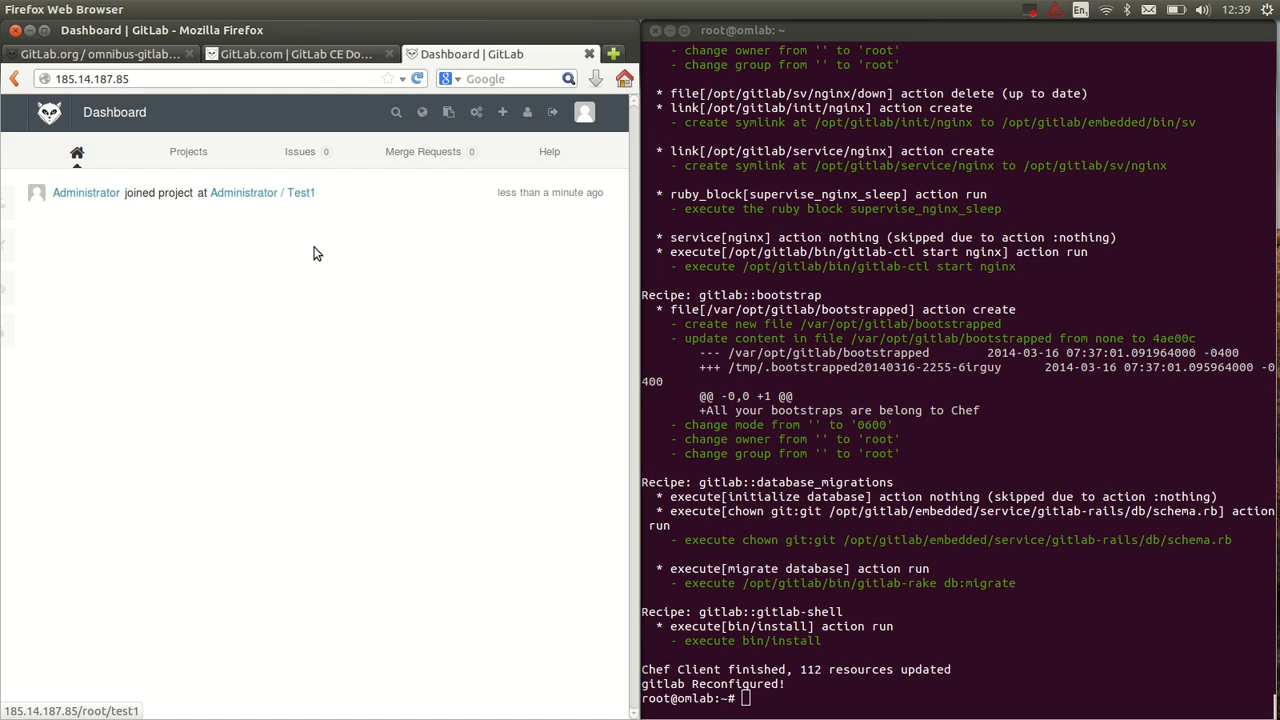 Firefox Web Browser
En1
12:39
Dashboard | GitLab - Mozilla Firefox
GitLab.org / omnibus-gitlab...
GitLab.com | GitLab CE Do...
Dashboard | GitLab
185.14.187.85
Google
Dashboard
Projects
Issues 0
Merge Requests 0
Help
Administrator joined project at Administrator / Test1
less than a minute ago
185.14.187.85/root/test1
root@omlab: ~
- change owner from '' to 'root'
- change group from '' to 'root'
* file[/opt/gitlab/sv/nginx/down] action delete (up to date)
* link[/opt/gitlab/init/nginx] action create
- create symlink at /opt/gitlab/init/nginx to /opt/gitlab/embedded/bin/sv
* link[/opt/gitlab/service/nginx] action create
- create symlink at /opt/gitlab/service/nginx to /opt/gitlab/sv/nginx
* ruby_block[supervise_nginx_sleep] action run
- execute the ruby block supervise_nginx_sleep
* service[nginx] action nothing (skipped due to action :nothing)
* execute[/opt/gitlab/bin/gitlab-ctl start nginx] action run
- execute /opt/gitlab/bin/gitlab-ctl start nginx
Recipe: gitlab::bootstrap
* file[/var/opt/gitlab/bootstrapped] action create
- create new file /var/opt/gitlab/bootstrapped
- update content in file /var/opt/gitlab/bootstrapped from none to 4ae00c
--- /var/opt/gitlab/bootstrapped 2014-03-16 07:37:01.091964000 -0400
+++ /tmp/.bootstrapped20140316-2255-6irguy 2014-03-16 07:37:01.095964000 -0
400
@@ -0,0 +1 @@
+All your bootstraps are belong to Chef
- change mode from '' to '0600'
- change owner from '' to 'root'
- change group from '' to 'root'
Recipe: gitlab::database_migrations
* execute[initialize database] action nothing (skipped due to action :nothing)
* execute[chown git:git /opt/gitlab/embedded/service/gitlab-rails/db/schema.rb] action
run
- execute chown git:git /opt/gitlab/embedded/service/gitlab-rails/db/schema.rb
* execute[migrate database] action run
- execute /opt/gitlab/bin/gitlab-rake db:migrate
Recipe: gitlab::gitlab-shell
* execute[bin/install] action run
- execute bin/install
Chef Client finished, 112 resources updated
gitlab Reconfigured!
root@omlab:~#